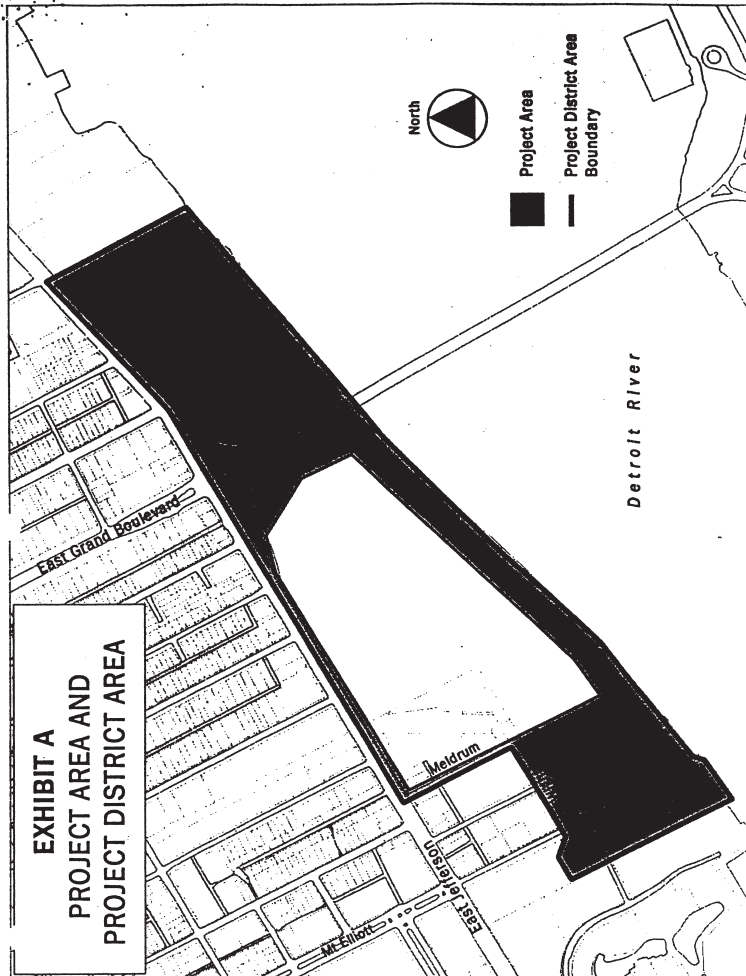 EXHIBIT A
PROJECT AREA AND
PROJECT DISTRICT AREA
North
Project Area
Project District Area
Boundary
East Grand Boulevard
Meldrum
East Jefferson
Mt Elliott
Detroit River